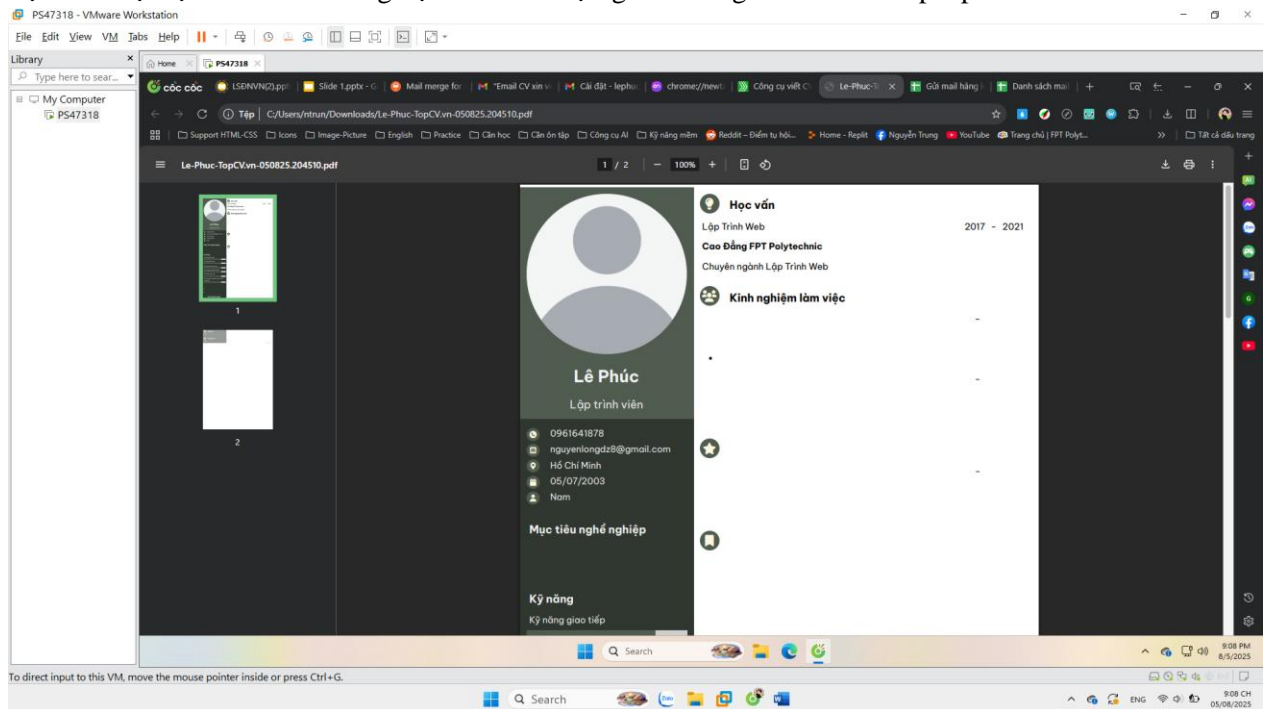 PS47318 - VMware Workstation
File Edit View VM Tabs Help
Library
Home
PS47318
Type here to sear...
My Computer
PS47318
cốc cốc
LSĐNVN(2).pp
Slide 1.pptx - G
Mail merge for
"Email CV xin v
Cài đặt - lephu
chrome://newt
Công cụ viết C
Le-Phuc-T
Gửi mail hàng
Danh sách mail
Tệp
C:/Users/ntrun/Downloads/Le-Phuc-TopCV.vn-050825.204510.pdf
Support HTML-CSS
Icons
Image-Picture
English
Practice
Cần học
Cần ôn tập
Công cụ AI
Kỹ năng mềm
Reddit – Điểm tụ hội...
Home - Replit
Nguyễn Trung
YouTube
Trang chủ | FPT Polyt...
Tất cả dấu trang
Le-Phuc-TopCV.vn-050825.204510.pdf
1 / 2
100%
1
2
Lê Phúc
Lập trình viên
0961641878
nguyenlongdz8@gmail.com
Hồ Chí Minh
05/07/2003
Nam
Mục tiêu nghề nghiệp
Kỹ năng
Kỹ năng giao tiếp
Học vấn
Lập Trình Web
2017 - 2021
Cao Đẳng FPT Polytechnic
Chuyên ngành Lập Trình Web
Kinh nghiệm làm việc
-
-
-
Search
9:08 PM
8/5/2025
To direct input to this VM, move the mouse pointer inside or press Ctrl+G.
Search
ENG
9:08 CH
05/08/2025